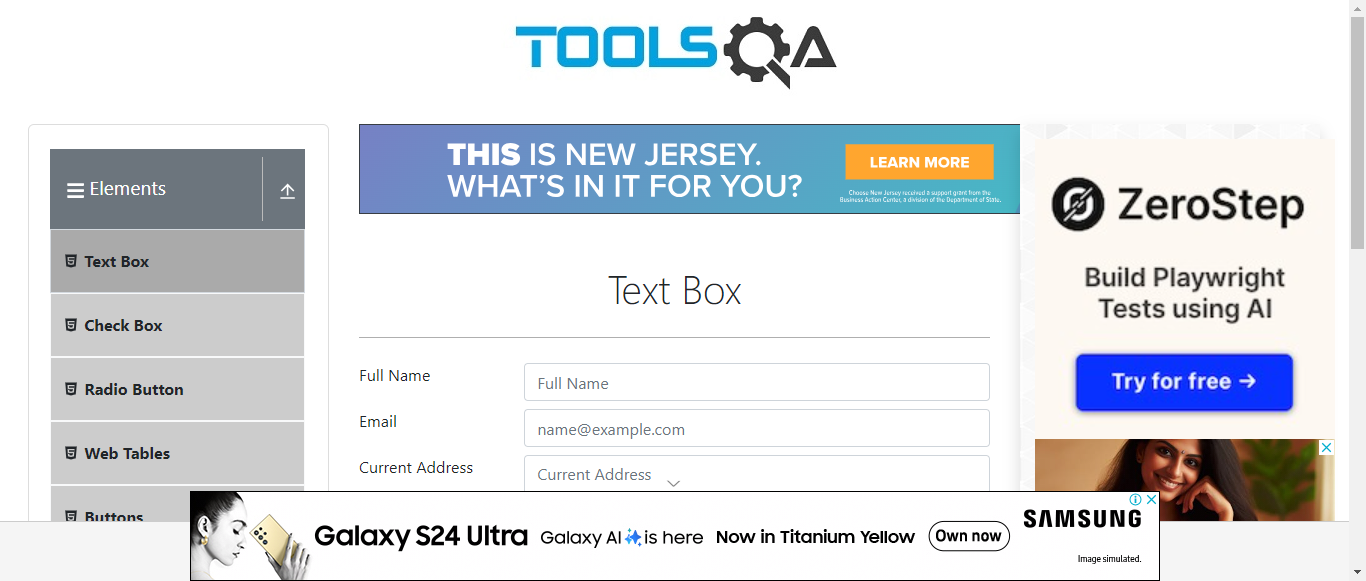 TOOLSQA
Elements
Text Box
Check Box
Radio Button
Web Tables
Buttons
THIS IS NEW JERSEY.
WHAT'S IN IT FOR YOU?
LEARN MORE
Choose New Jersey received a support grant from the
Business Action Center, a division of the Department of State.
Text Box
Full Name
Full Name
Email
name@example.com
Current Address
Current Address
ZeroStep
Build Playwright
Tests using AI
Try for free →
Galaxy S24 Ultra
Galaxy AI is here
Now in Titanium Yellow
Own now
SAMSUNG
Image simulated.